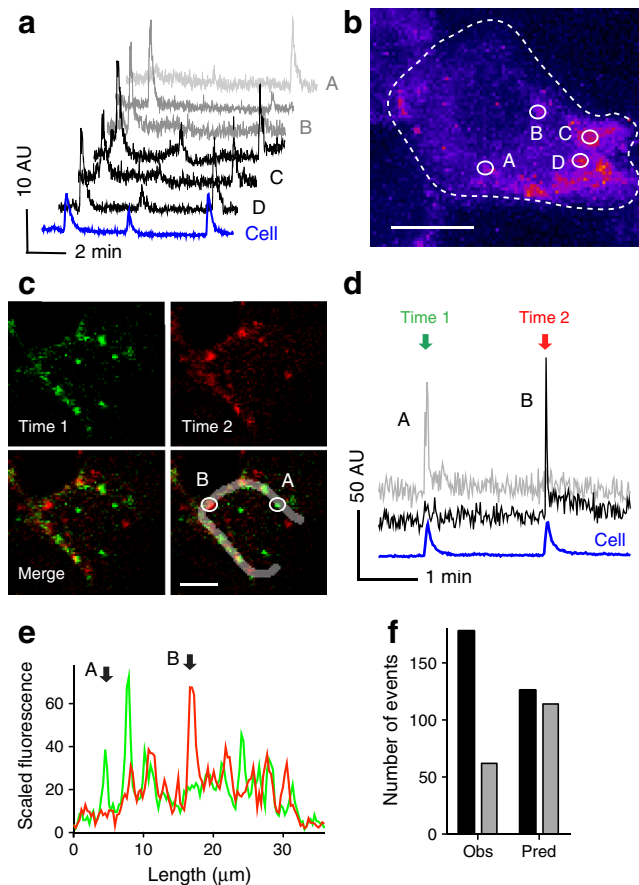 a
A
B
C
D
Cell
10 AU
2 min
b
B
C
A
D
c
Time 1
Time 2
B
A
Merge
d
Time 1
Time 2
A
B
50 AU
Cell
1 min
e
A
B
Scaled fluorescence
60
40
20
0
0
10
20
30
Length (μm)
f
Number of events
150
100
50
0
Obs
Pred